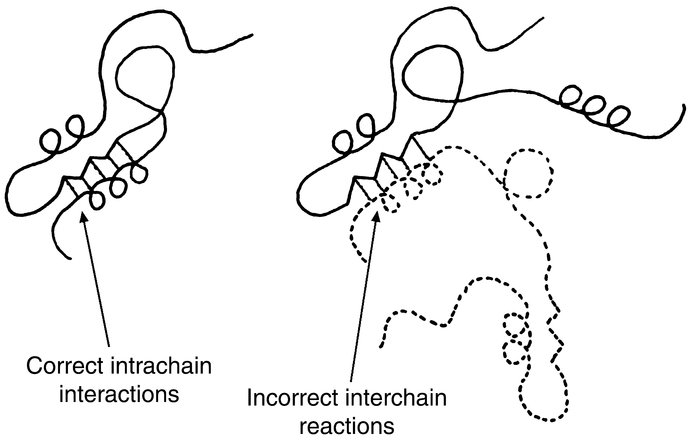 Correct intrachain
interactions
Incorrect interchain
reactions